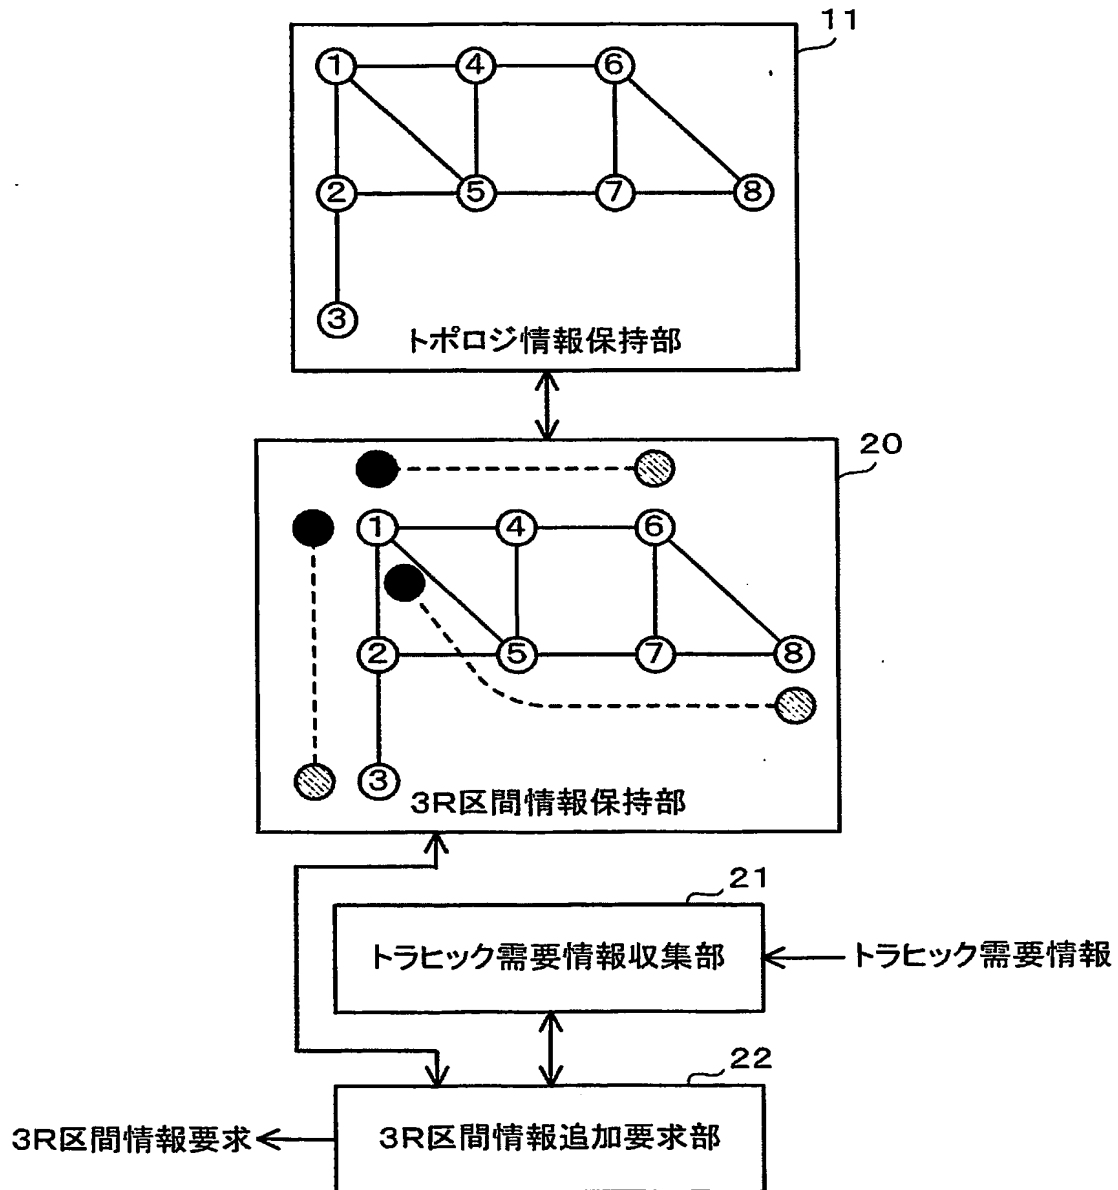 11
① ④ ⑥
② ⑤ ⑦ ⑧
③
トポロジ情報保持部
20
① ④ ⑥
② ⑤ ⑦ ⑧
③
3R区間情報保持部
21
トラヒック需要情報収集部
トラヒック需要情報
22
3R区間情報要求
3R区間情報追加要求部